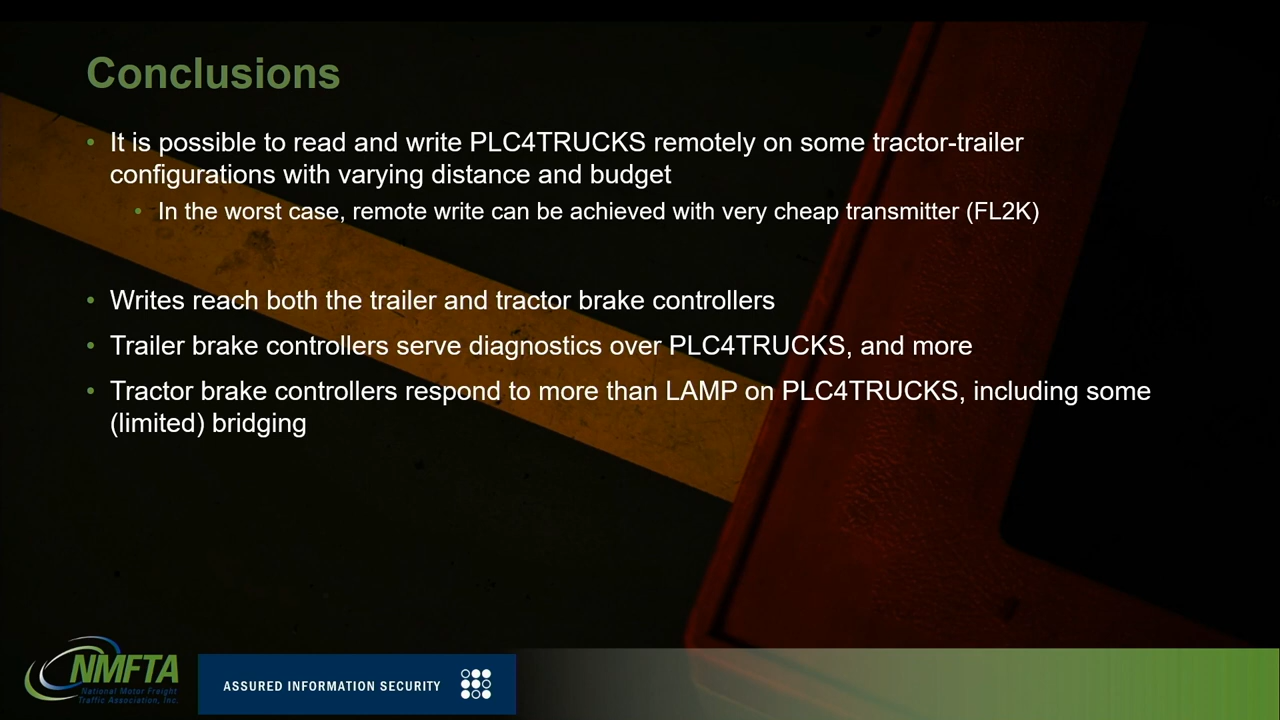 Conclusions
• It is possible to read and write PLC4TRUCKS remotely on some tractor-trailer
configurations with varying distance and budget
• In the worst case, remote write can be achieved with very cheap transmitter (FL2K)
• Writes reach both the trailer and tractor brake controllers
• Trailer brake controllers serve diagnostics over PLC4TRUCKS, and more
• Tractor brake controllers respond to more than LAMP on PLC4TRUCKS, including some
(limited) bridging
NMFTA
National Motor Freight
Traffic Association, Inc.
ASSURED INFORMATION SECURITY